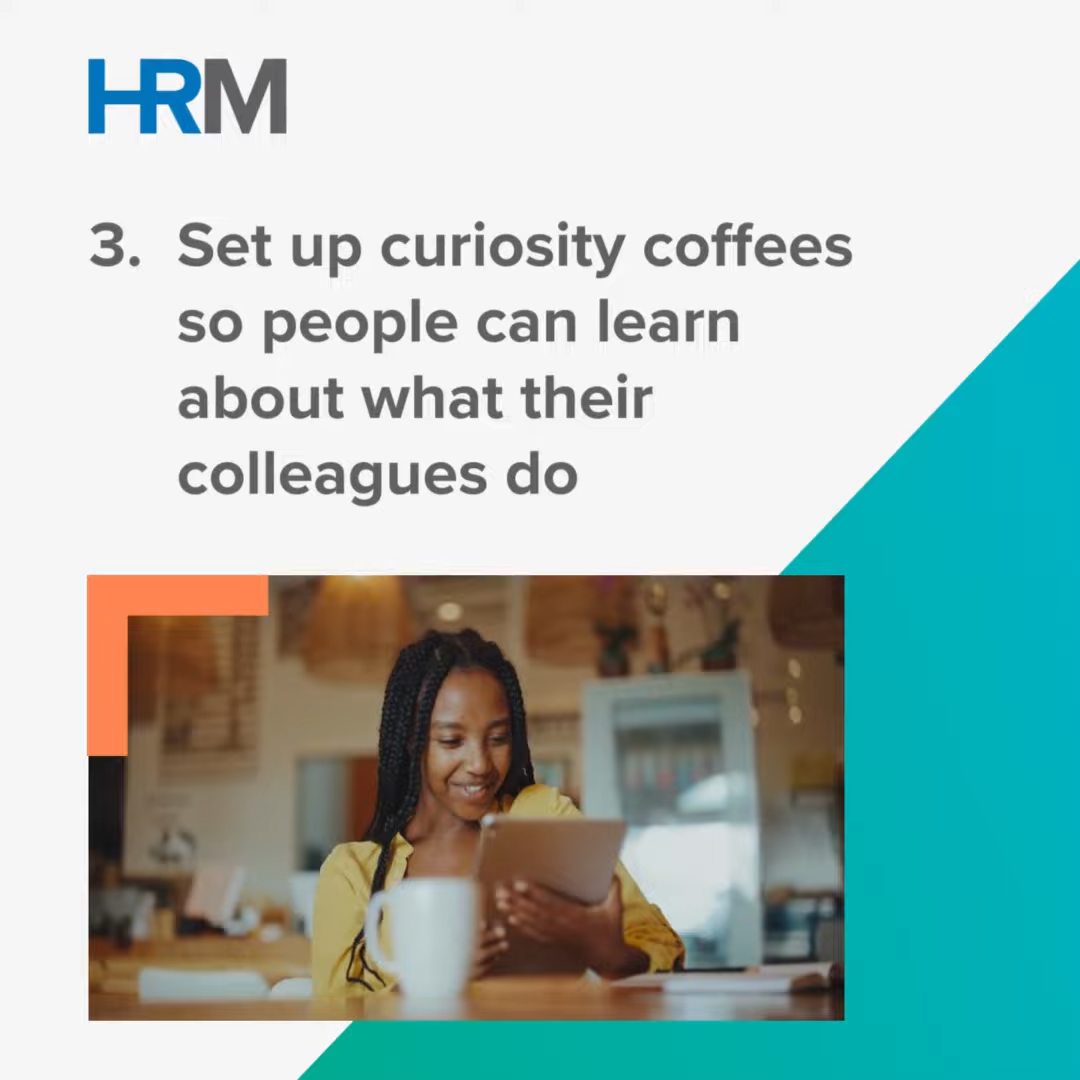 HRM
3. Set up curiosity coffees
so people can learn
about what their
colleagues do